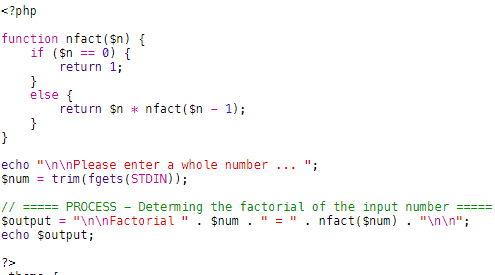 <?php
function nfact($n) {
    if ($n == 0) {
        return 1;
    }
    else {
        return $n * nfact($n - 1);
    }
}
echo "\n\nPlease enter a whole number ... ";
$num = trim(fgets(STDIN));
// ===== PROCESS - Determing the factorial of the input number =====
$output = "\n\nFactorial " . $num . " = " . nfact($num) . "\n\n";
echo $output;
?>